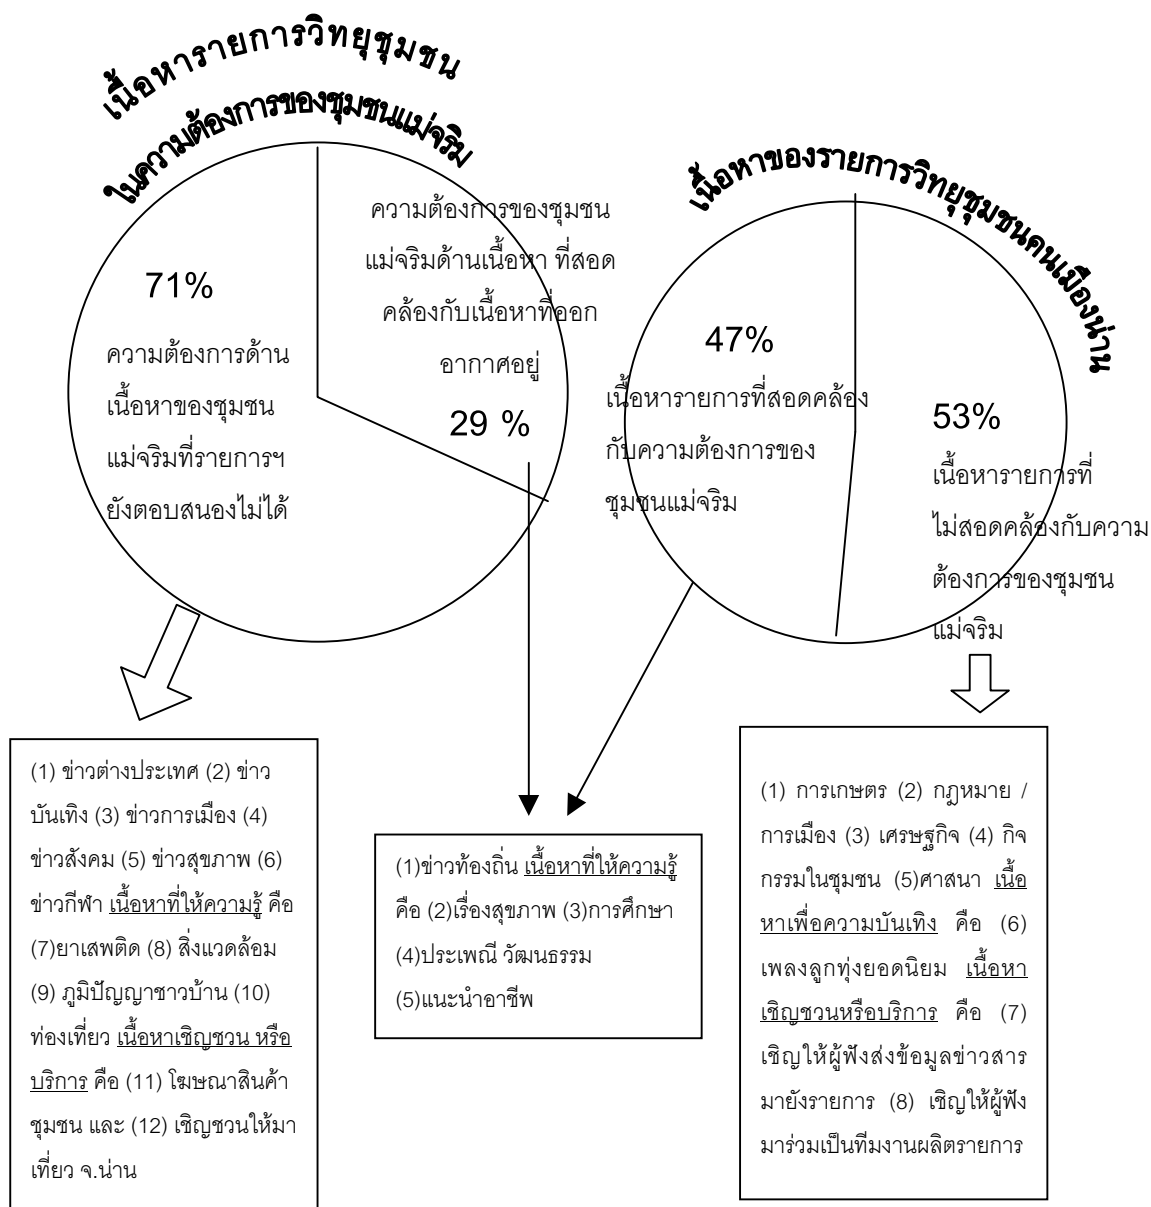 เนื้อหารายการวิทยุชุมชน
ในความต้องการของชุมชนแม่จริม
71%
ความต้องการด้าน
เนื้อหาของชุมชน
แม่จริมที่รายการฯ
ยังตอบสนองไม่ได้
ความต้องการของชุมชน
แม่จริมด้านเนื้อหา ที่สอด
คล้องกับเนื้อหาที่ออก
อากาศอยู่
29 %
เนื้อหาของรายการวิทยุชุมชนคนเมืองน่าน
47%
เนื้อหารายการที่สอดคล้อง
กับความต้องการของ
ชุมชนแม่จริม
53%
เนื้อหารายการที่
ไม่สอดคล้องกับความ
ต้องการของชุมชน
แม่จริม
(1) ข่าวต่างประเทศ (2) ข่าว
บันเทิง (3) ข่าวการเมือง (4)
ข่าวสังคม (5) ข่าวสุขภาพ (6)
ข่าวกีฬา เนื้อหาที่ให้ความรู้ คือ
(7)ยาเสพติด (8) สิ่งแวดล้อม
(9) ภูมิปัญญาชาวบ้าน (10)
ท่องเที่ยว เนื้อหาเชิญชวน หรือ
บริการ คือ (11) โฆษณาสินค้า
ชุมชน และ (12) เชิญชวนให้มา
เที่ยว จ.น่าน
(1)ข่าวท้องถิ่น เนื้อหาที่ให้ความรู้
คือ (2)เรื่องสุขภาพ (3)การศึกษา
(4)ประเพณี วัฒนธรรม
(5)แนะนำอาชีพ
(1) การเกษตร (2) กฎหมาย /
การเมือง (3) เศรษฐกิจ (4) กิจ
กรรมในชุมชน (5)ศาสนา เนื้อ
หาเพื่อความบันเทิง คือ (6)
เพลงลูกทุ่งยอดนิยม เนื้อหา
เชิญชวนหรือบริการ คือ (7)
เชิญให้ผู้ฟังส่งข้อมูลข่าวสาร
มายังรายการ (8) เชิญให้ผู้ฟัง
มาร่วมเป็นทีมงานผลิตรายการ